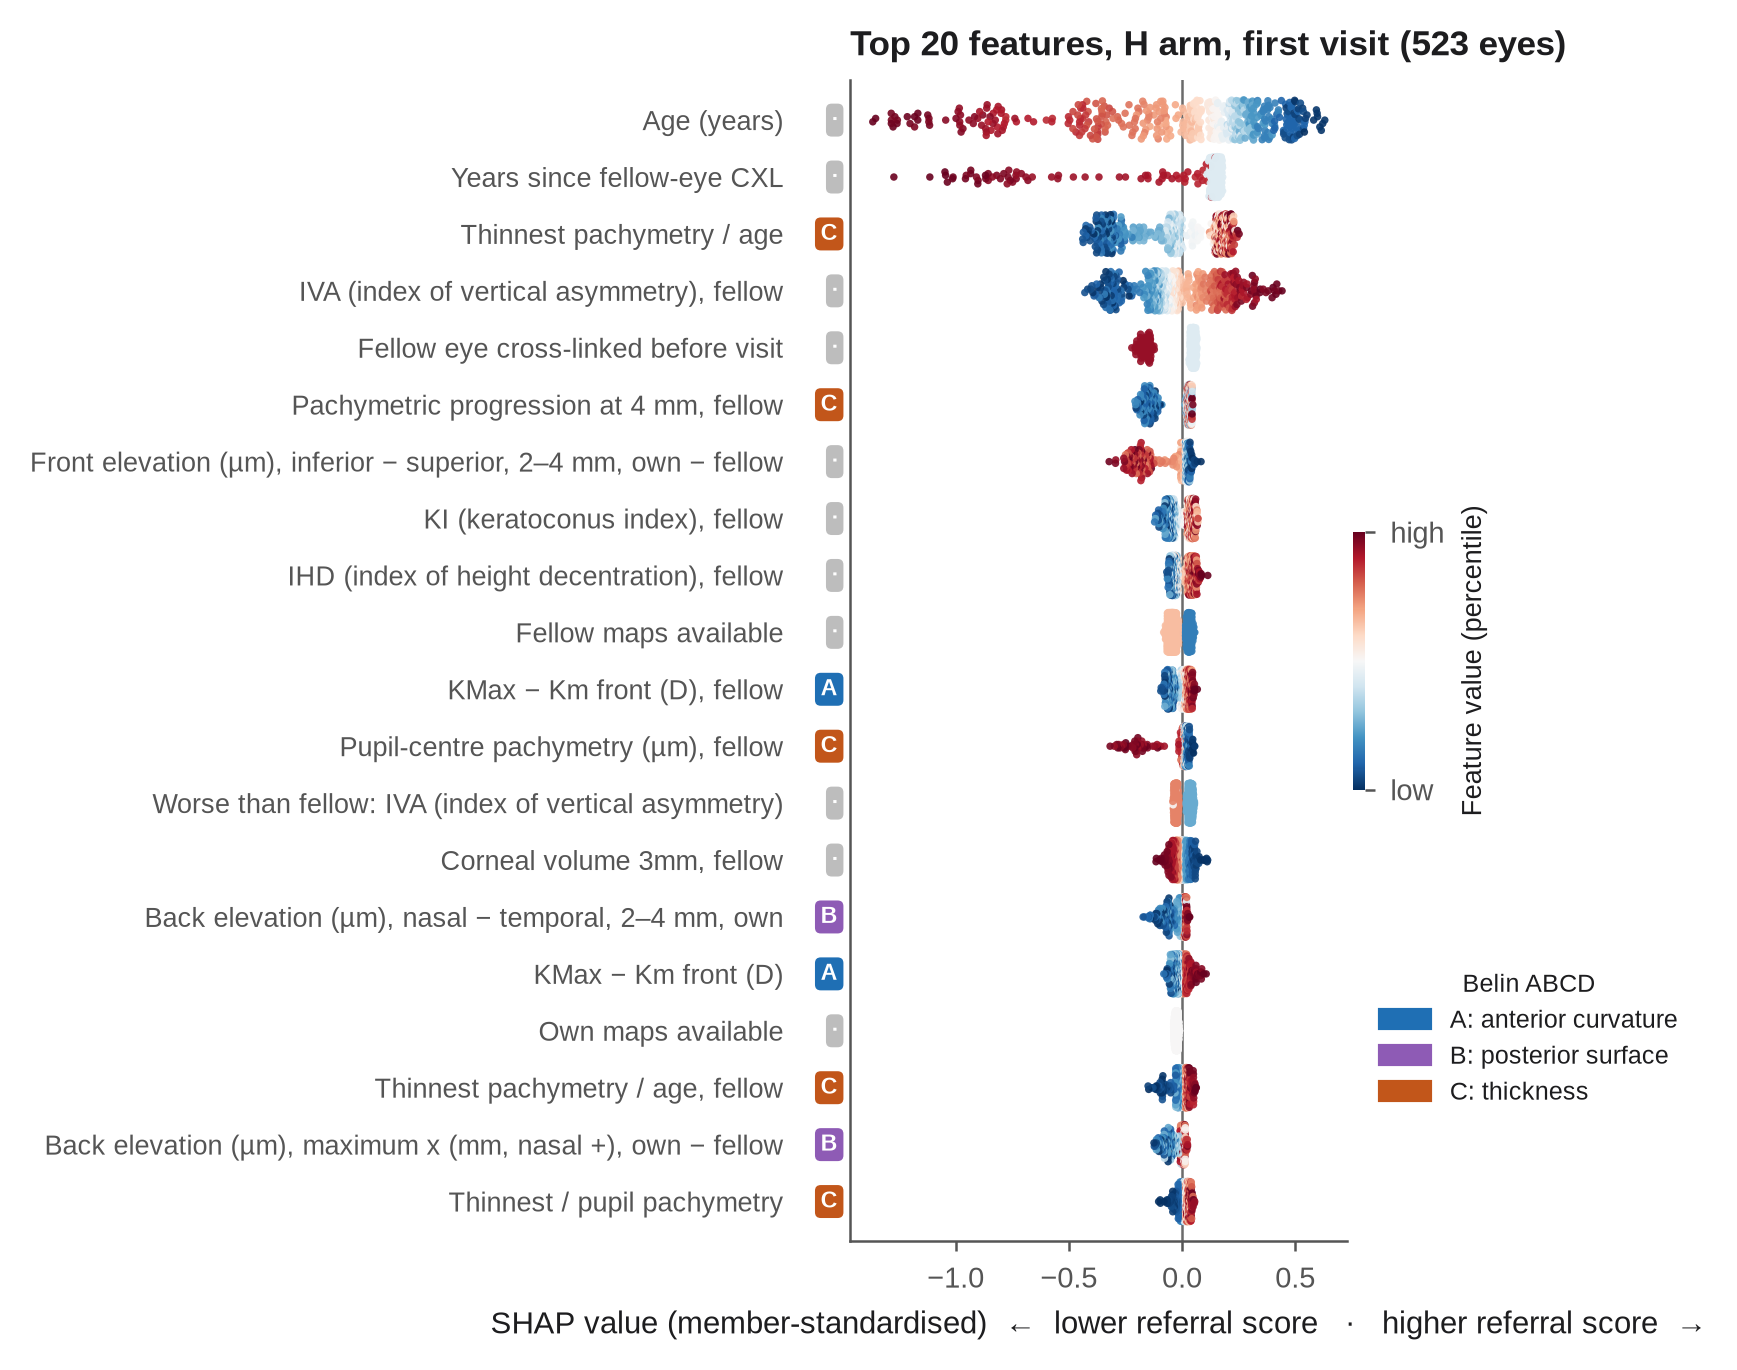 Top 20 features, H arm, first visit (523 eyes)
Age (years)
Years since fellow-eye CXL
Thinnest pachymetry / age C
IVA (index of vertical asymmetry), fellow
Fellow eye cross-linked before visit
Pachymetric progression at 4 mm, fellow C
Front elevation (µm), inferior − superior, 2–4 mm, own − fellow
KI (keratoconus index), fellow
IHD (index of height decentration), fellow
Fellow maps available
KMax − Km front (D), fellow A
Pupil-centre pachymetry (µm), fellow C
Worse than fellow: IVA (index of vertical asymmetry)
Corneal volume 3mm, fellow
Back elevation (µm), nasal − temporal, 2–4 mm, own B
KMax − Km front (D) A
Own maps available
Thinnest pachymetry / age, fellow C
Back elevation (µm), maximum x (mm, nasal +), own − fellow B
Thinnest / pupil pachymetry C
−1.0 −0.5 0.0 0.5
SHAP value (member-standardised) ← lower referral score · higher referral score →
high
low
Feature value (percentile)
Belin ABCD
A: anterior curvature
B: posterior surface
C: thickness